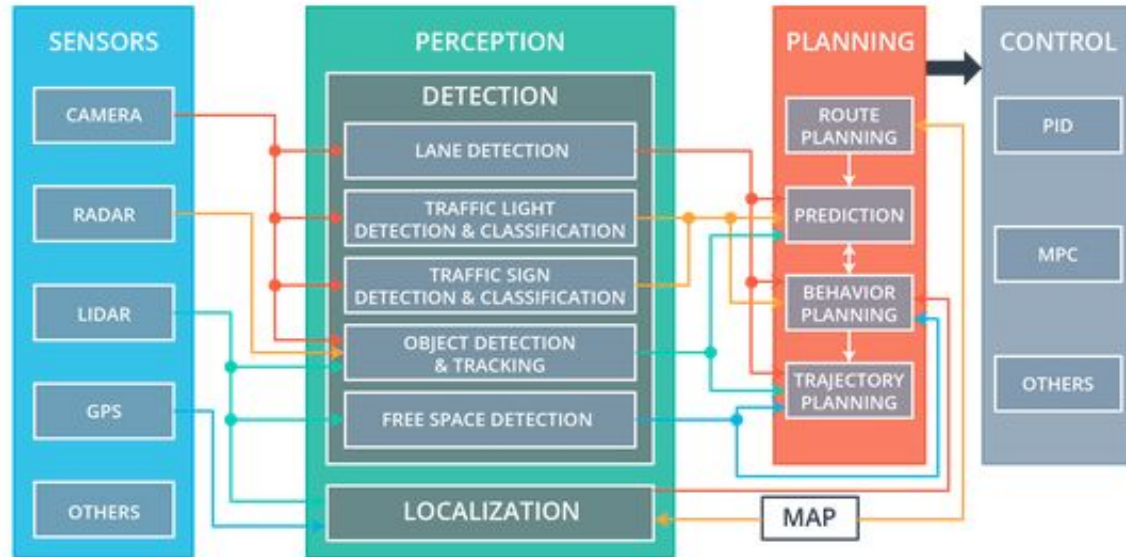 SENSORS
CAMERA
RADAR
LIDAR
GPS
OTHERS
PERCEPTION
DETECTION
LANE DETECTION
TRAFFIC LIGHT
DETECTION & CLASSIFICATION
TRAFFIC SIGN
DETECTION & CLASSIFICATION
OBJECT DETECTION
& TRACKING
FREE SPACE DETECTION
LOCALIZATION
PLANNING
ROUTE
PLANNING
PREDICTION
BEHAVIOR
PLANNING
TRAJECTORY
PLANNING
MAP
CONTROL
PID
MPC
OTHERS